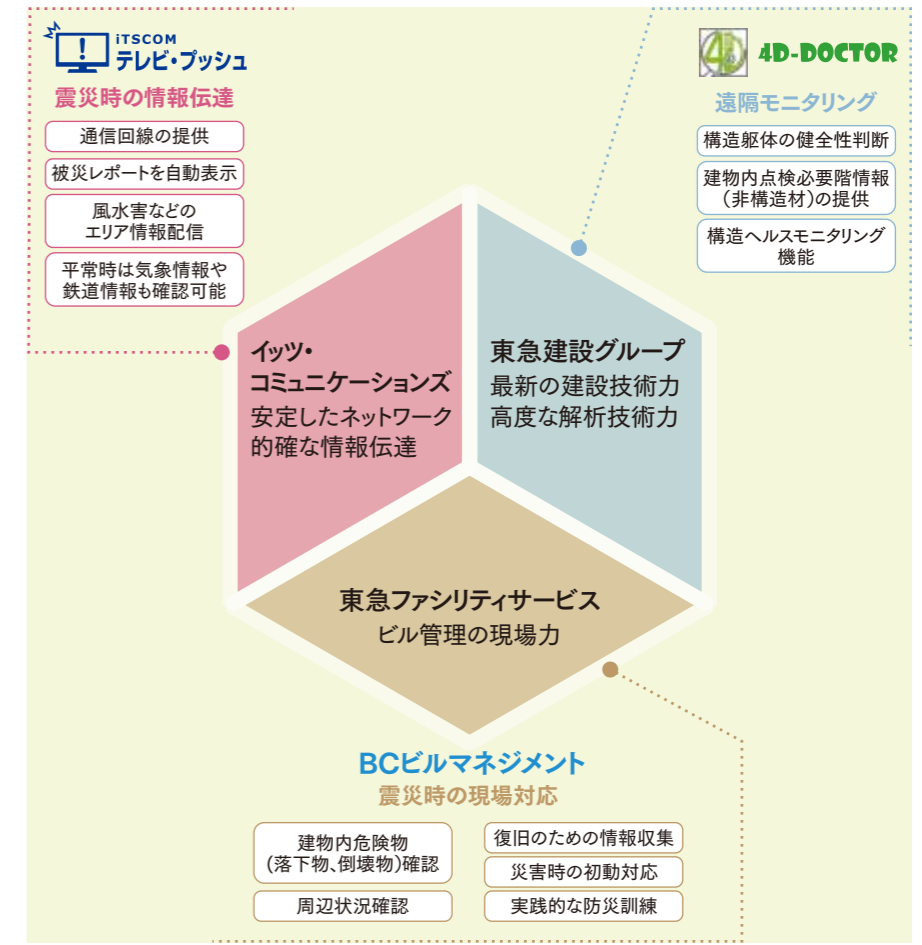 iTSCOM
テレビ・プッシュ
震災時の情報伝達
通信回線の提供
被災レポートを自動表示
風水害などの
エリア情報配信
平常時は気象情報や
鉄道情報も確認可能
4D
4D-DOCTOR
遠隔モニタリング
構造躯体の健全性判断
建物内点検必要階情報
(非構造材)の提供
構造ヘルスモニタリング
機能
イッツ・
コミュニケーションズ
安定したネットワーク
的確な情報伝達
東急建設グループ
最新の建設技術力
高度な解析技術力
東急ファシリティサービス
ビル管理の現場力
BCビルマネジメント
震災時の現場対応
建物内危険物
(落下物、倒壊物)確認
周辺状況確認
復旧のための情報収集
災害時の初動対応
実践的な防災訓練